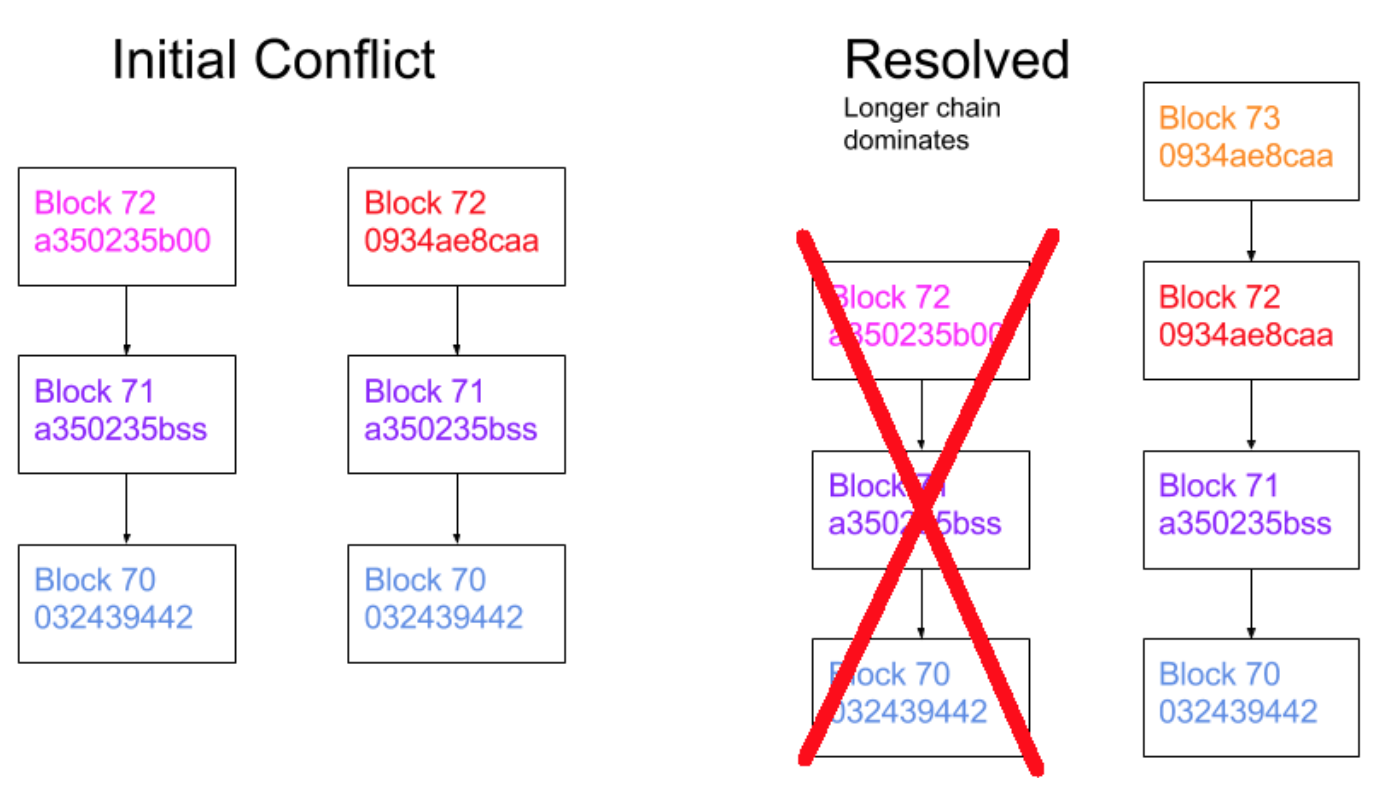 Initial Conflict
Block 72
a350235b00
Block 71
a350235bss
Block 70
032439442
Block 72
0934ae8caa
Block 71
a350235bss
Block 70
032439442
Resolved
Longer chain
dominates
Block 72
a350235b00
Block 71
a350235bss
Block 70
032439442
Block 73
0934ae8caa
Block 72
0934ae8caa
Block 71
a350235bss
Block 70
032439442